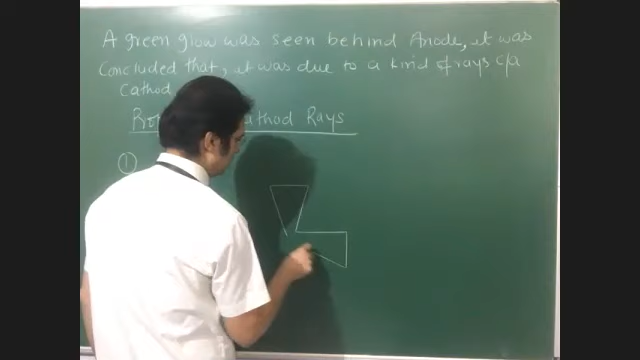 A green glow was seen behind Anode, it was
concluded that, it was due to a kind of rays c/a
cathod
athod Rays
①